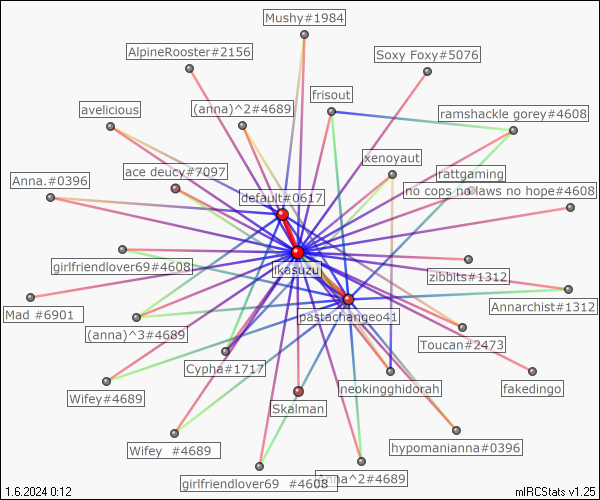 Mushy#1984
AlpineRooster#2156
Soxy Foxy#5076
frisout
avelicious
(anna)^2#4689
ramshackle gorey#4608
xenoyaut
ace deucy#7097
rattgaming
Anna.#0396
no cops no laws no hope#4608
default#0617
girlfriendlover69#4608
ikasuzu
zibbits#1312
Mad #6901
Annarchist#1312
pastachangeo41
(anna)^3#4689
Toucan#2473
Cypha#1717
neokingghidorah
fakedingo
Wifey#4689
Skalman
Wifey  #4689
hypomanianna#0396
girlfriendlover69  #4608
Anna^2#4689
1.6.2024 0:12
mIRCStats v1.25